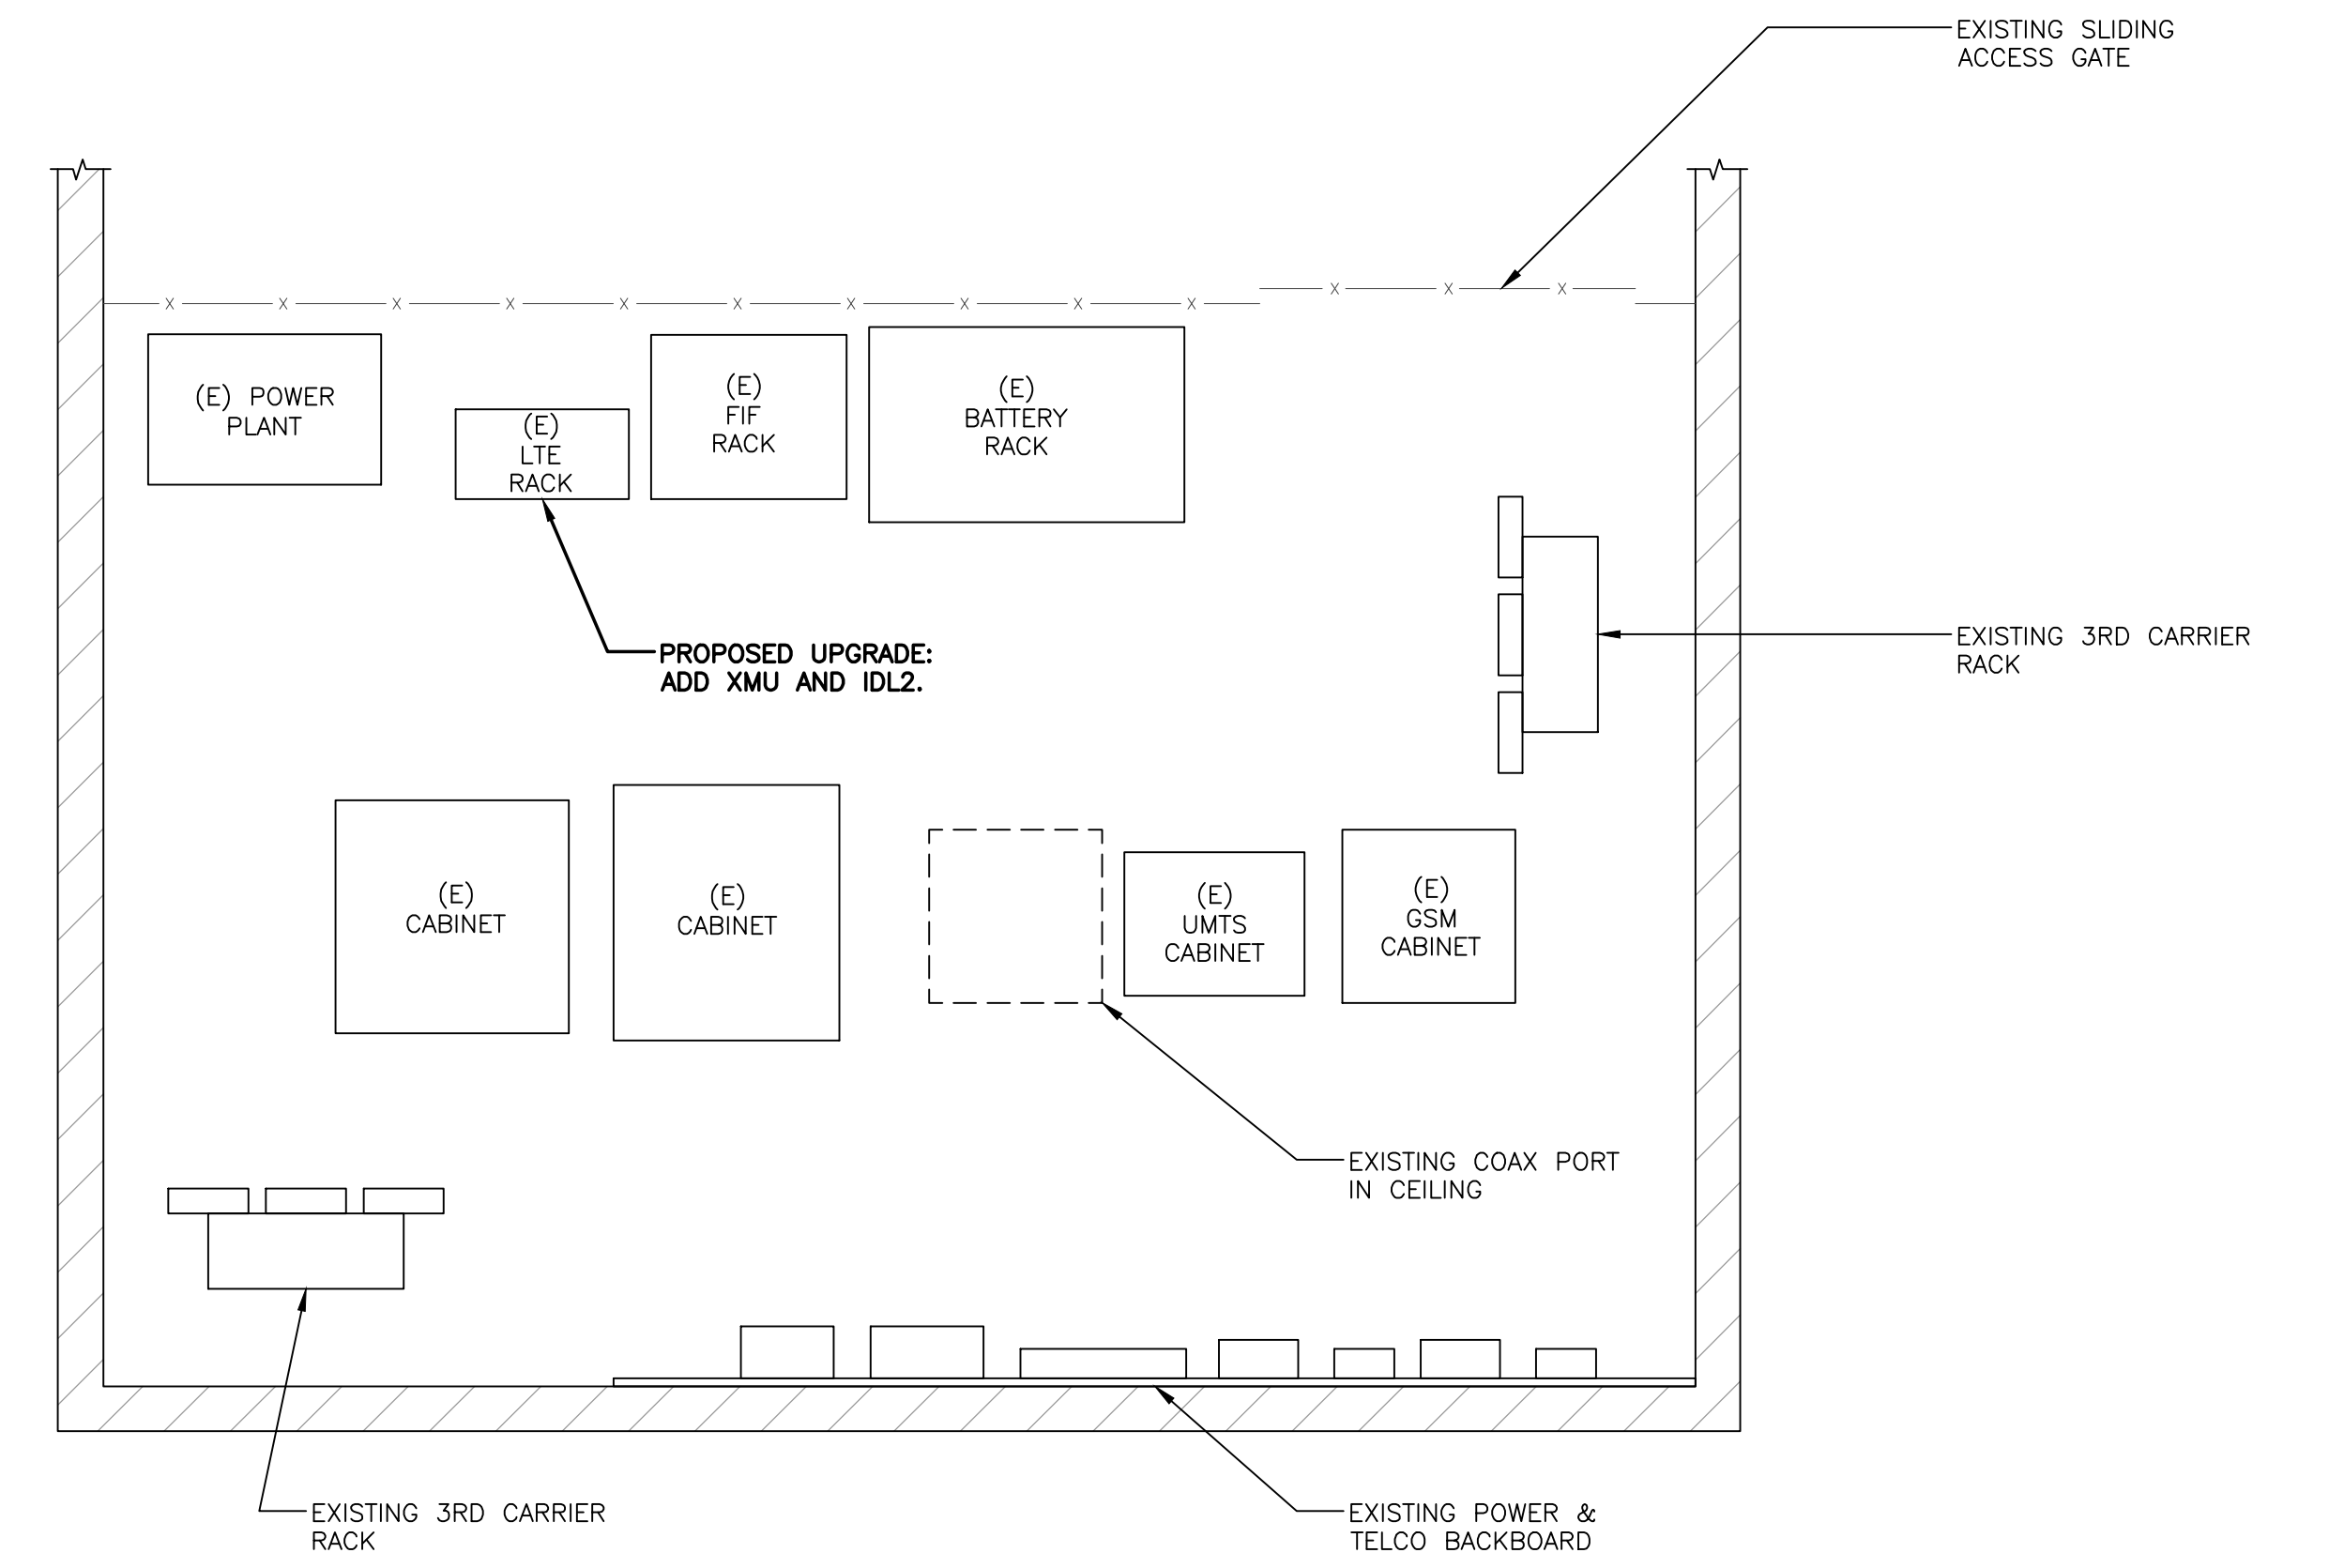 EXISTING SLIDING
ACCESS GATE
(E) POWER
PLANT
(E)
LTE
RACK
(E)
FIF
RACK
(E)
BATTERY
RACK
PROPOSED UPGRADE:
ADD XMU AND IDL2.
EXISTING 3RD CARRIER
RACK
(E)
CABINET
(E)
CABINET
(E)
UMTS
CABINET
(E)
GSM
CABINET
EXISTING COAX PORT
IN CEILING
EXISTING 3RD CARRIER
RACK
EXISTING POWER &
TELCO BACKBOARD